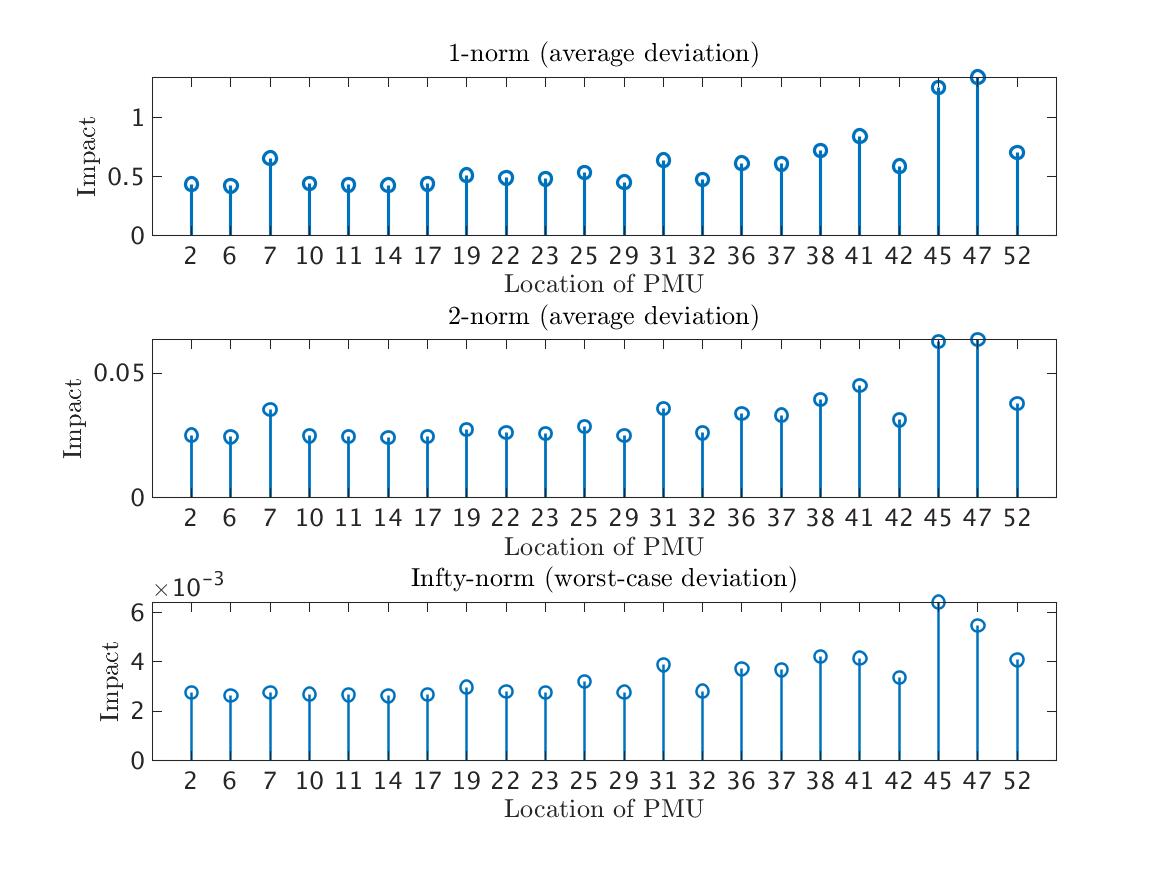 1-norm (average deviation)
Impact
1
0.5
0
2 6 7 10 11 14 17 19 22 23 25 29 31 32 36 37 38 41 42 45 47 52
Location of PMU
2-norm (average deviation)
Impact
0.05
0
2 6 7 10 11 14 17 19 22 23 25 29 31 32 36 37 38 41 42 45 47 52
Location of PMU
Infty-norm (worst-case deviation)
×10⁻³
Impact
6
4
2
0
2 6 7 10 11 14 17 19 22 23 25 29 31 32 36 37 38 41 42 45 47 52
Location of PMU